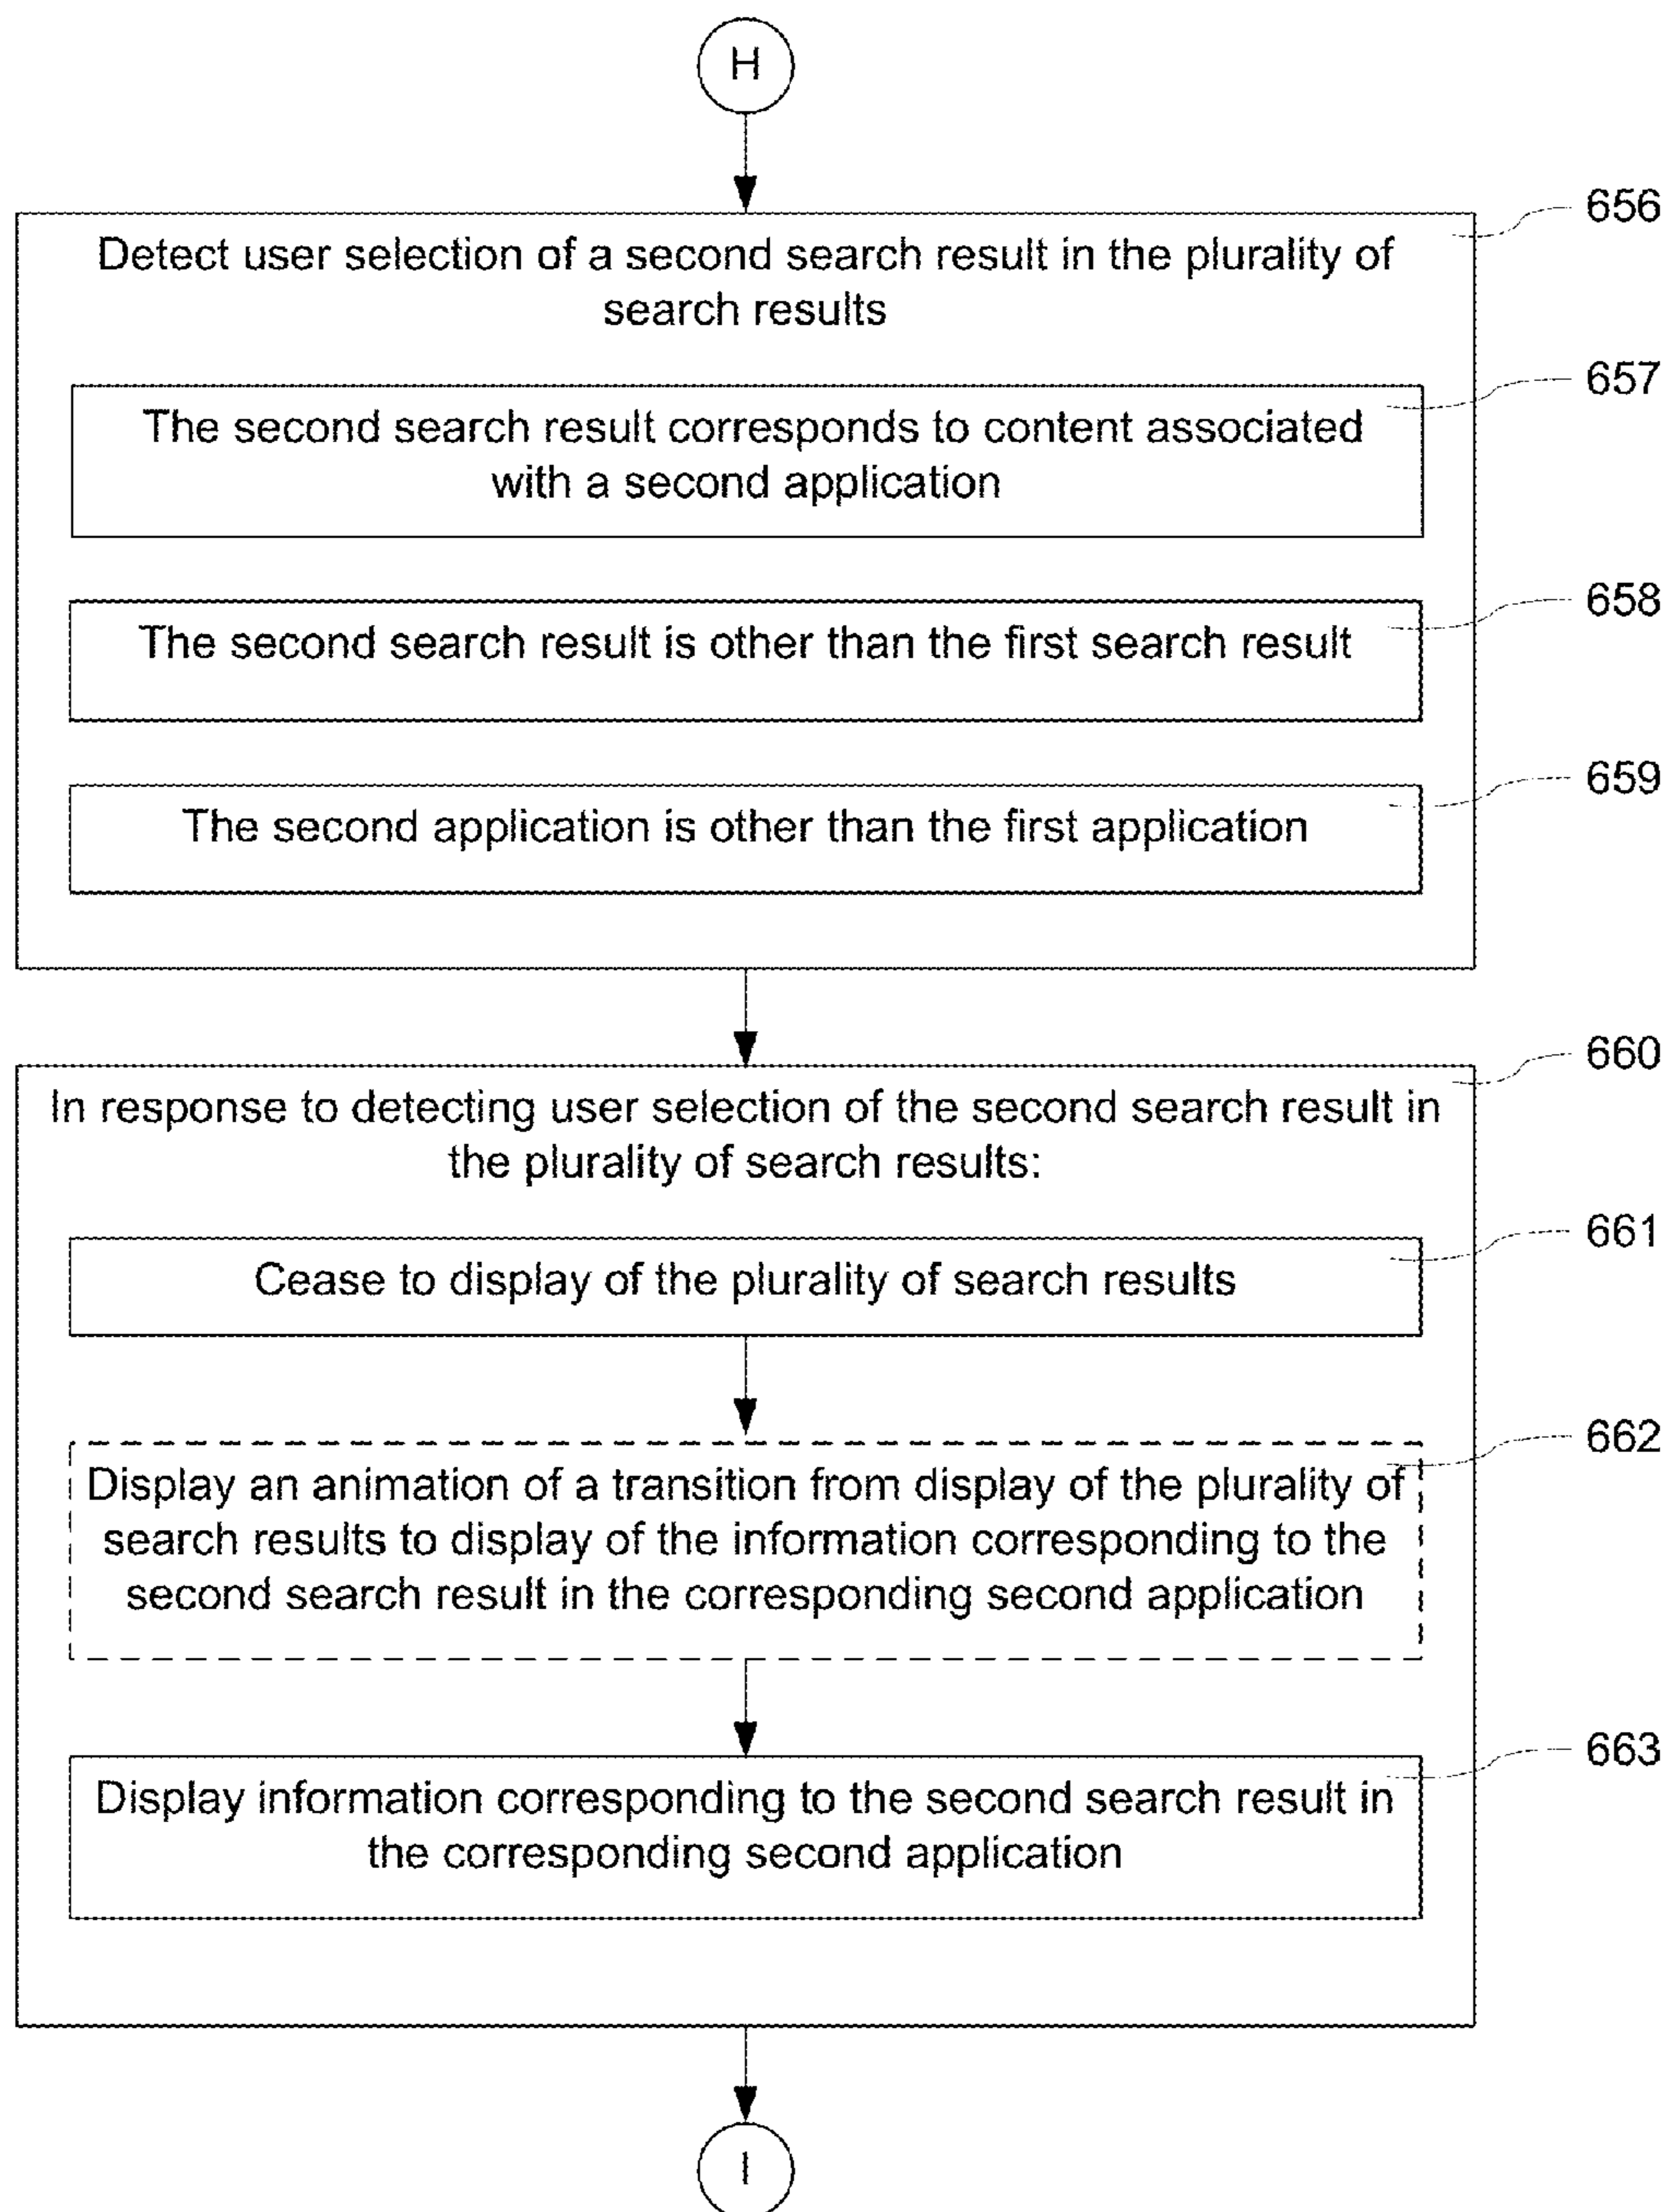 H
656
Detect user selection of a second search result in the plurality of
search results
657
The second search result corresponds to content associated
with a second application
658
The second search result is other than the first search result
659
The second application is other than the first application
660
In response to detecting user selection of the second search result in
the plurality of search results:
661
Cease to display of the plurality of search results
662
Display an animation of a transition from display of the plurality of
search results to display of the information corresponding to the
second search result in the corresponding second application
663
Display information corresponding to the second search result in
the corresponding second application
I